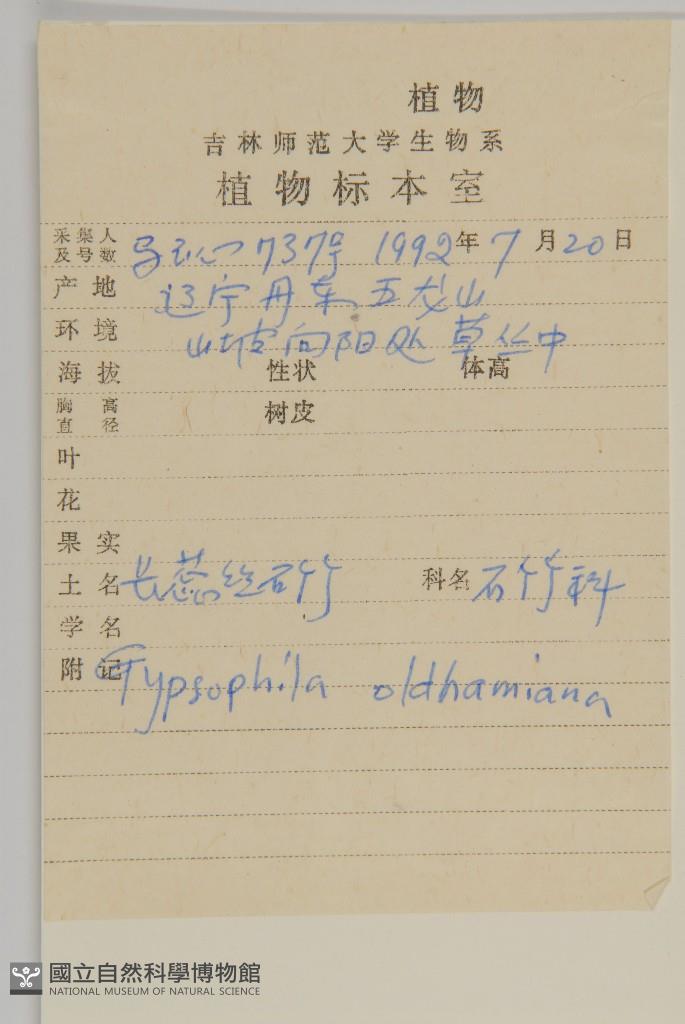 植物
吉林师范大学生物系
植物标本室
采集人及号数 马玉心 737号 1992年7月20日
产地 辽宁丹东五龙山
环境 山坡向阳处草丛中
海拔 性状 体高
胸高直径 树皮
叶
花
果实
土名 长蕊丝石竹 科名 石竹科
学名
附记 Gypsophila oldhamiana
國立自然科學博物館
NATIONAL MUSEUM OF NATURAL SCIENCE